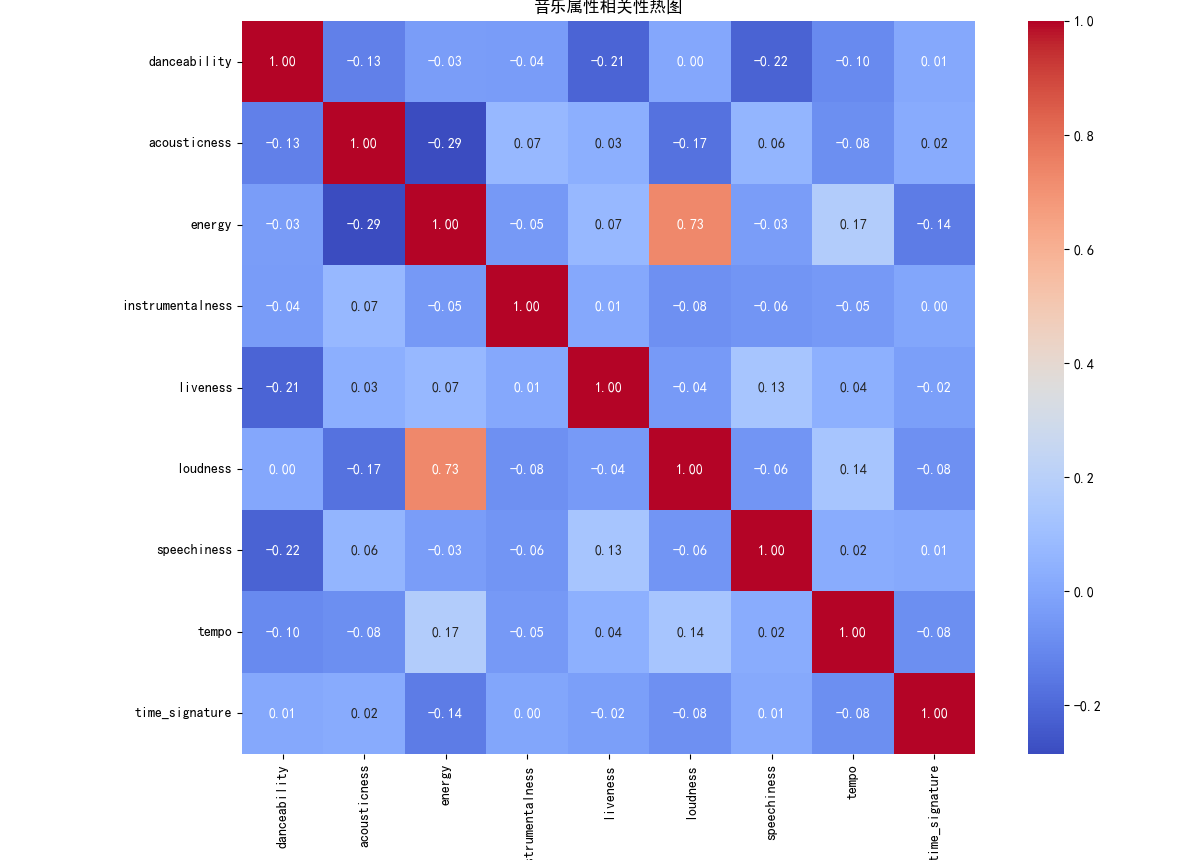 音乐属性相关性热图
danceability 1.00 -0.13 -0.03 -0.04 -0.21 0.00 -0.22 -0.10 0.01
acousticness -0.13 1.00 -0.29 0.07 0.03 -0.17 0.06 -0.08 0.02
energy -0.03 -0.29 1.00 -0.05 0.07 0.73 -0.03 0.17 -0.14
instrumentalness -0.04 0.07 -0.05 1.00 0.01 -0.08 -0.06 -0.05 0.00
liveness -0.21 0.03 0.07 0.01 1.00 -0.04 0.13 0.04 -0.02
loudness 0.00 -0.17 0.73 -0.08 -0.04 1.00 -0.06 0.14 -0.08
speechiness -0.22 0.06 -0.03 -0.06 0.13 -0.06 1.00 0.02 0.01
tempo -0.10 -0.08 0.17 -0.05 0.04 0.14 0.02 1.00 -0.08
time_signature 0.01 0.02 -0.14 0.00 -0.02 -0.08 0.01 -0.08 1.00
danceability
acousticness
energy
strumentalness
liveness
loudness
speechiness
tempo
time_signature
1.0
0.8
0.6
0.4
0.2
0.0
-0.2